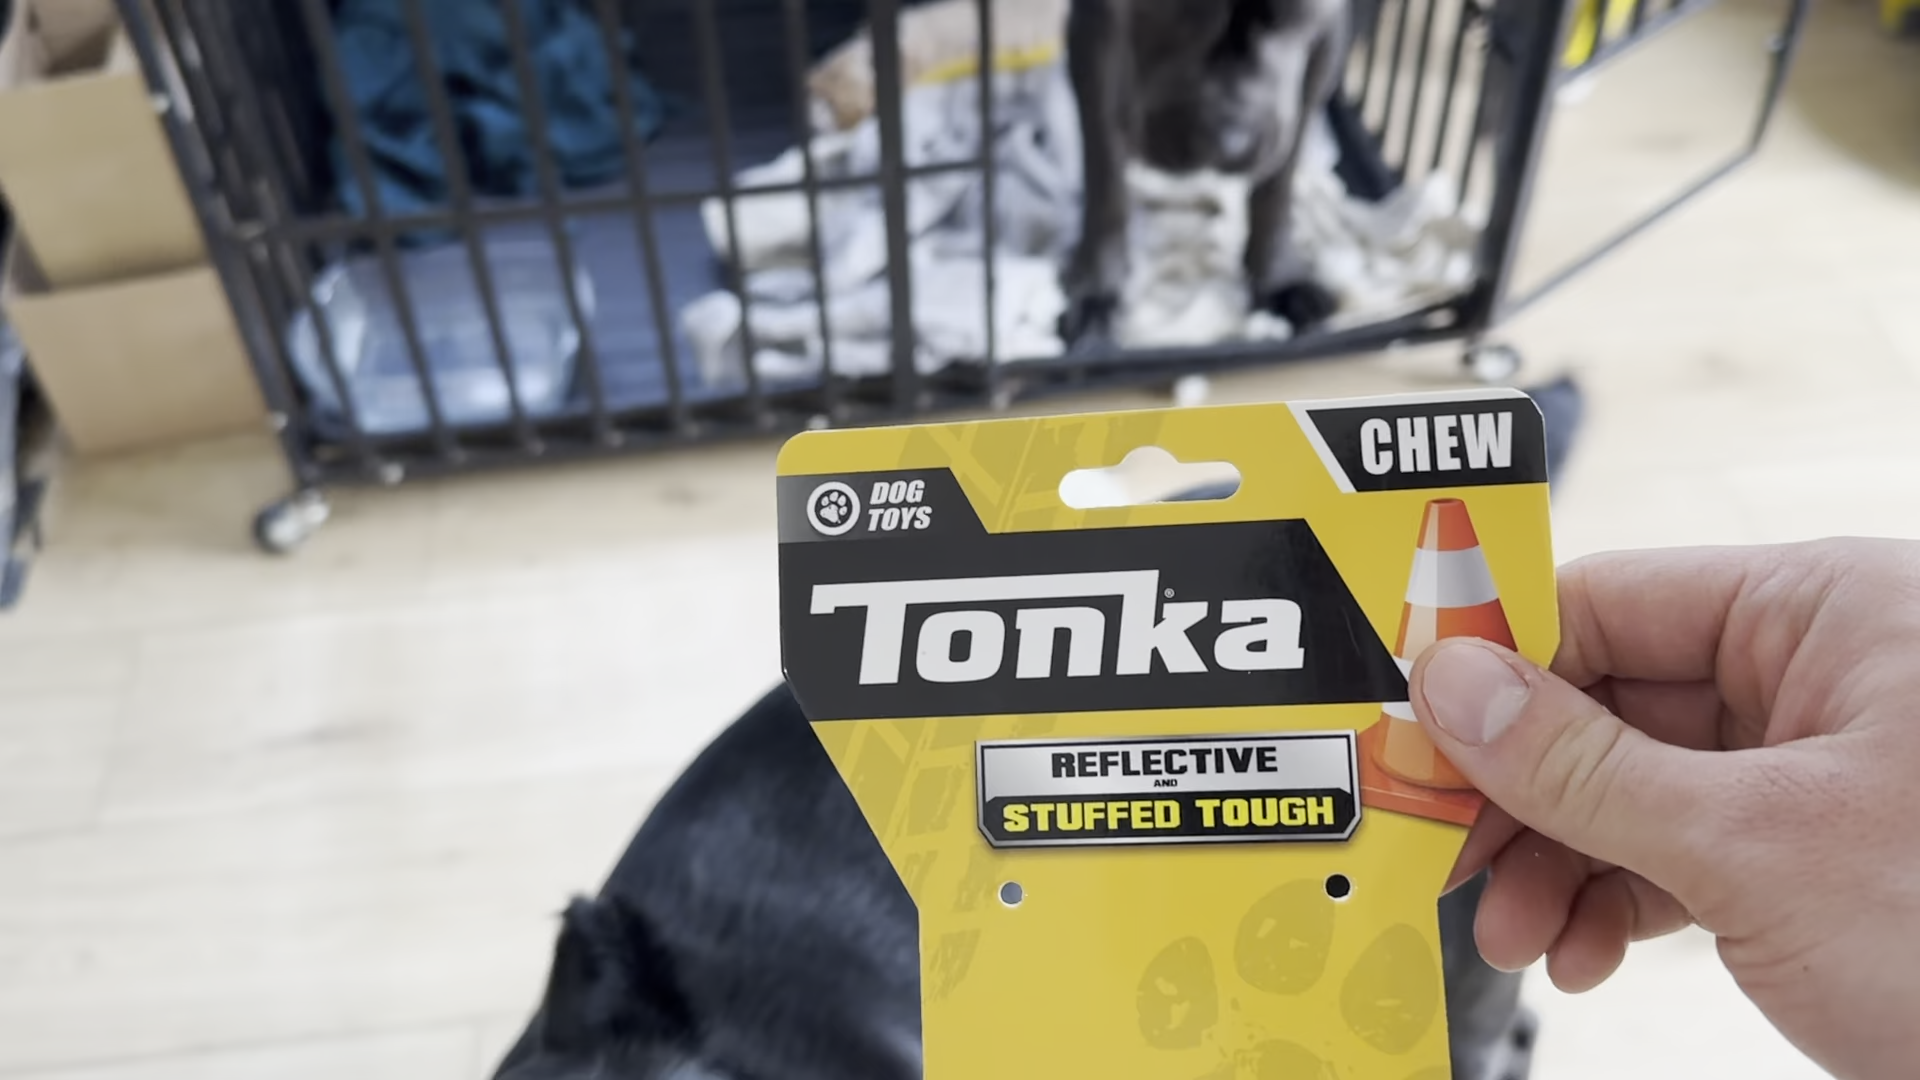 CHEW
DOG
TOYS
Tonka®
REFLECTIVE
AND
STUFFED TOUGH